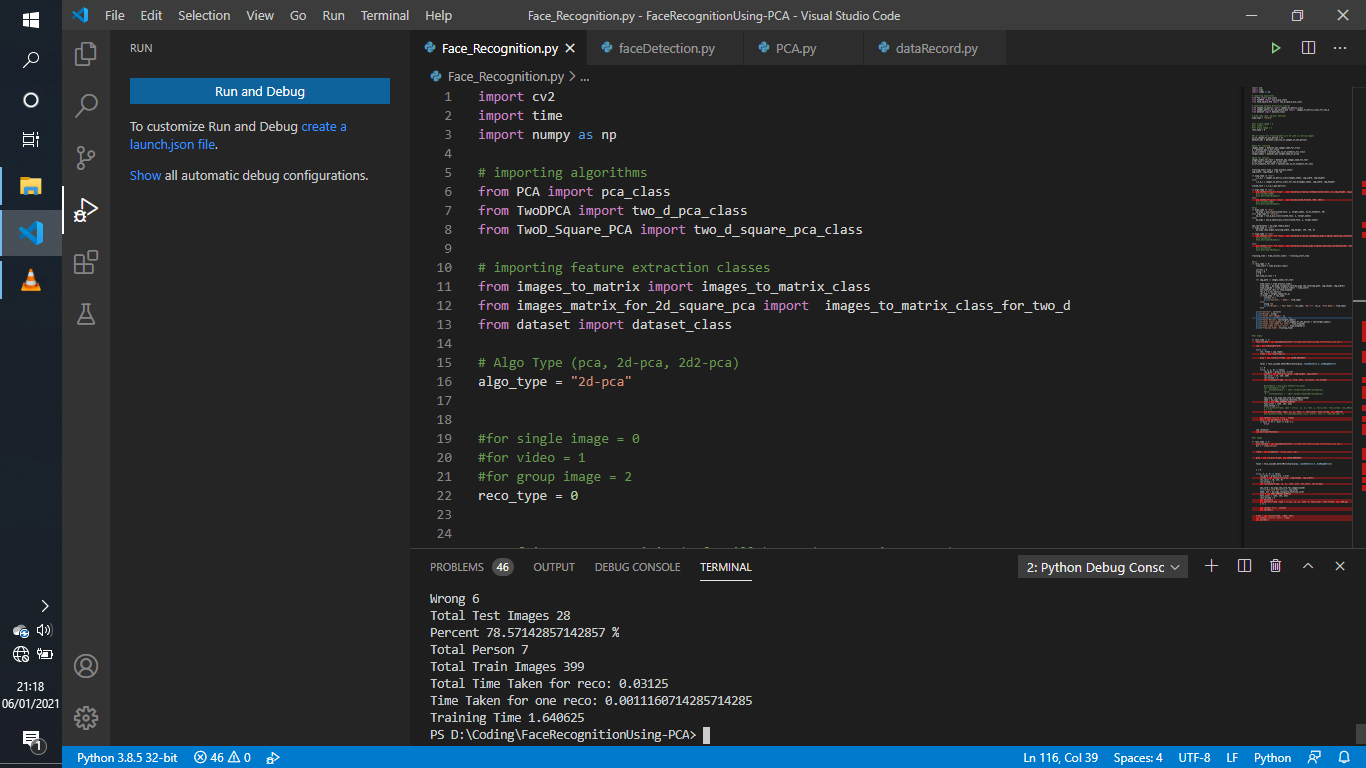 File Edit Selection View Go Run Terminal Help Face_Recognition.py - FaceRecognitionUsing-PCA - Visual Studio Code
RUN
Face_Recognition.py faceDetection.py PCA.py dataRecord.py
Face_Recognition.py > ...
Run and Debug
To customize Run and Debug create a
launch.json file.
Show all automatic debug configurations.
1 import cv2
2 import time
3 import numpy as np
4
5 # importing algorithms
6 from PCA import pca_class
7 from TwoDPCA import two_d_pca_class
8 from TwoD_Square_PCA import two_d_square_pca_class
9
10 # importing feature extraction classes
11 from images_to_matrix import images_to_matrix_class
12 from images_matrix_for_2d_square_pca import  images_to_matrix_class_for_two_d
13 from dataset import dataset_class
14
15 # Algo Type (pca, 2d-pca, 2d2-pca)
16 algo_type = "2d-pca"
17
18
19 #for single image = 0
20 #for video = 1
21 #for group image = 2
22 reco_type = 0
23
24
PROBLEMS 46 OUTPUT DEBUG CONSOLE TERMINAL 2: Python Debug Consc
Wrong 6
Total Test Images 28
Percent 78.57142857142857 %
Total Person 7
Total Train Images 399
Total Time Taken for reco: 0.03125
Time Taken for one reco: 0.0011160714285714285
Training Time 1.640625
PS D:\Coding\FaceRecognitionUsing-PCA>
21:18
06/01/2021
1
Python 3.8.5 32-bit 46 0 Ln 116, Col 39 Spaces: 4 UTF-8 LF Python